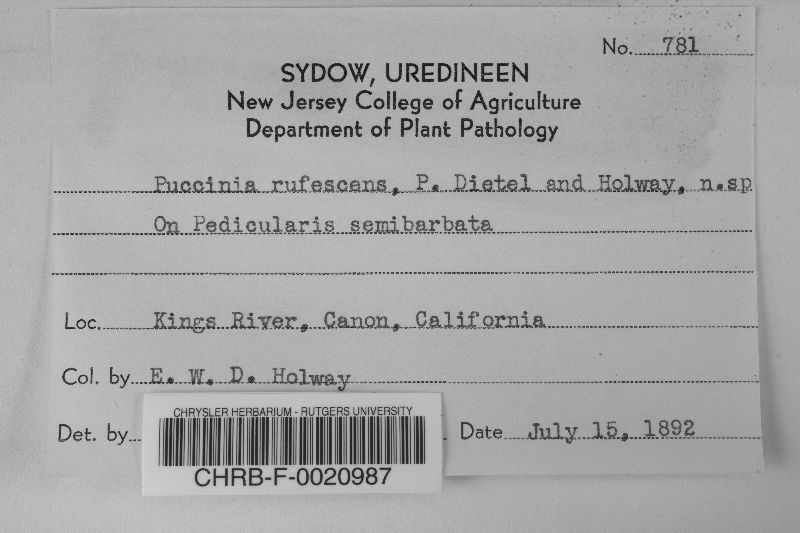 No. 781
SYDOW, UREDINEEN
New Jersey College of Agriculture
Department of Plant Pathology
Puccinia rufescens, P. Dietel and Holway, n.sp
On Pedicularis semibarbata
Loc. Kings River, Canon, California
Col. by E. W. D. Holway
Det. by Date July 15, 1892
CHRYSLER HERBARIUM - RUTGERS UNIVERSITY
CHRB-F-0020987